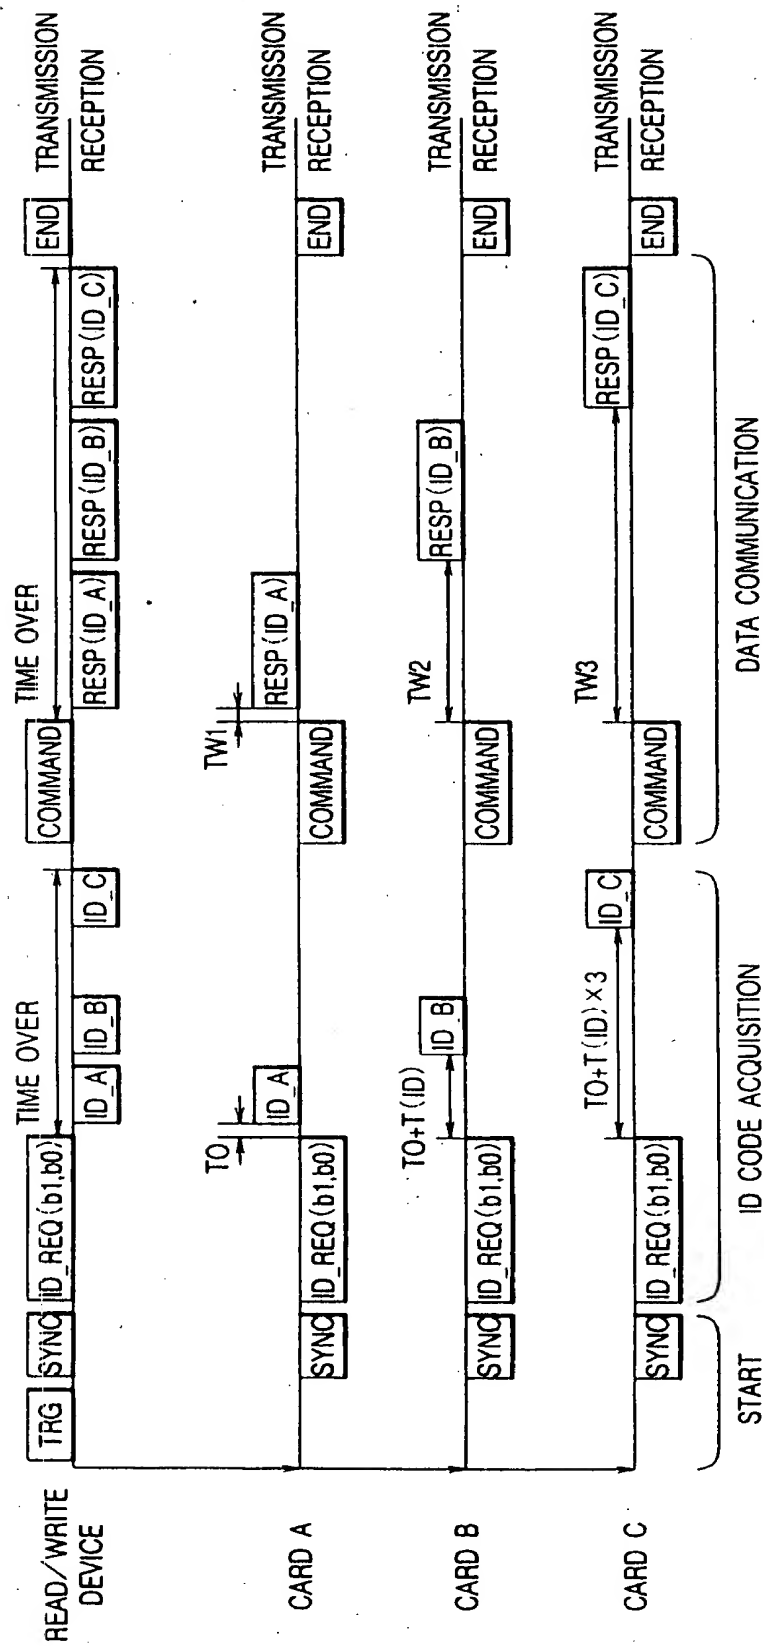 READ/WRITE
DEVICE
TRG
SYNC
ID_REQ(b1,b0)
TIME OVER
ID_A
ID_B
ID_C
COMMAND
TIME OVER
RESP(ID_A)
RESP(ID_B)
RESP(ID_C)
END
TRANSMISSION
RECEPTION
CARD A
SYNC
ID_REQ(b1,b0)
TO
ID_A
COMMAND
TW1
RESP(ID_A)
END
TRANSMISSION
RECEPTION
CARD B
SYNC
ID_REQ(b1,b0)
TO+T(ID)
ID_B
COMMAND
TW2
RESP(ID_B)
END
TRANSMISSION
RECEPTION
CARD C
SYNC
ID_REQ(b1,b0)
TO+T(ID)×3
ID_C
COMMAND
TW3
RESP(ID_C)
END
TRANSMISSION
RECEPTION
START
ID CODE ACQUISITION
DATA COMMUNICATION